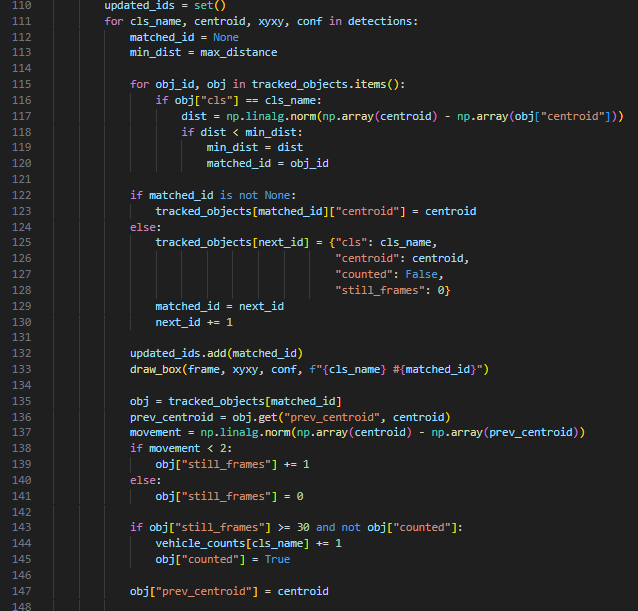 110 updated_ids = set()
111 for cls_name, centroid, xyxy, conf in detections:
112 matched_id = None
113 min_dist = max_distance
114
115 for obj_id, obj in tracked_objects.items():
116 if obj["cls"] == cls_name:
117 dist = np.linalg.norm(np.array(centroid) - np.array(obj["centroid"]))
118 if dist < min_dist:
119 min_dist = dist
120 matched_id = obj_id
121
122 if matched_id is not None:
123 tracked_objects[matched_id]["centroid"] = centroid
124 else:
125 tracked_objects[next_id] = {"cls": cls_name,
126 "centroid": centroid,
127 "counted": False,
128 "still_frames": 0}
129 matched_id = next_id
130 next_id += 1
131
132 updated_ids.add(matched_id)
133 draw_box(frame, xyxy, conf, f"{cls_name} #{matched_id}")
134
135 obj = tracked_objects[matched_id]
136 prev_centroid = obj.get("prev_centroid", centroid)
137 movement = np.linalg.norm(np.array(centroid) - np.array(prev_centroid))
138 if movement < 2:
139 obj["still_frames"] += 1
140 else:
141 obj["still_frames"] = 0
142
143 if obj["still_frames"] >= 30 and not obj["counted"]:
144 vehicle_counts[cls_name] += 1
145 obj["counted"] = True
146
147 obj["prev_centroid"] = centroid
148